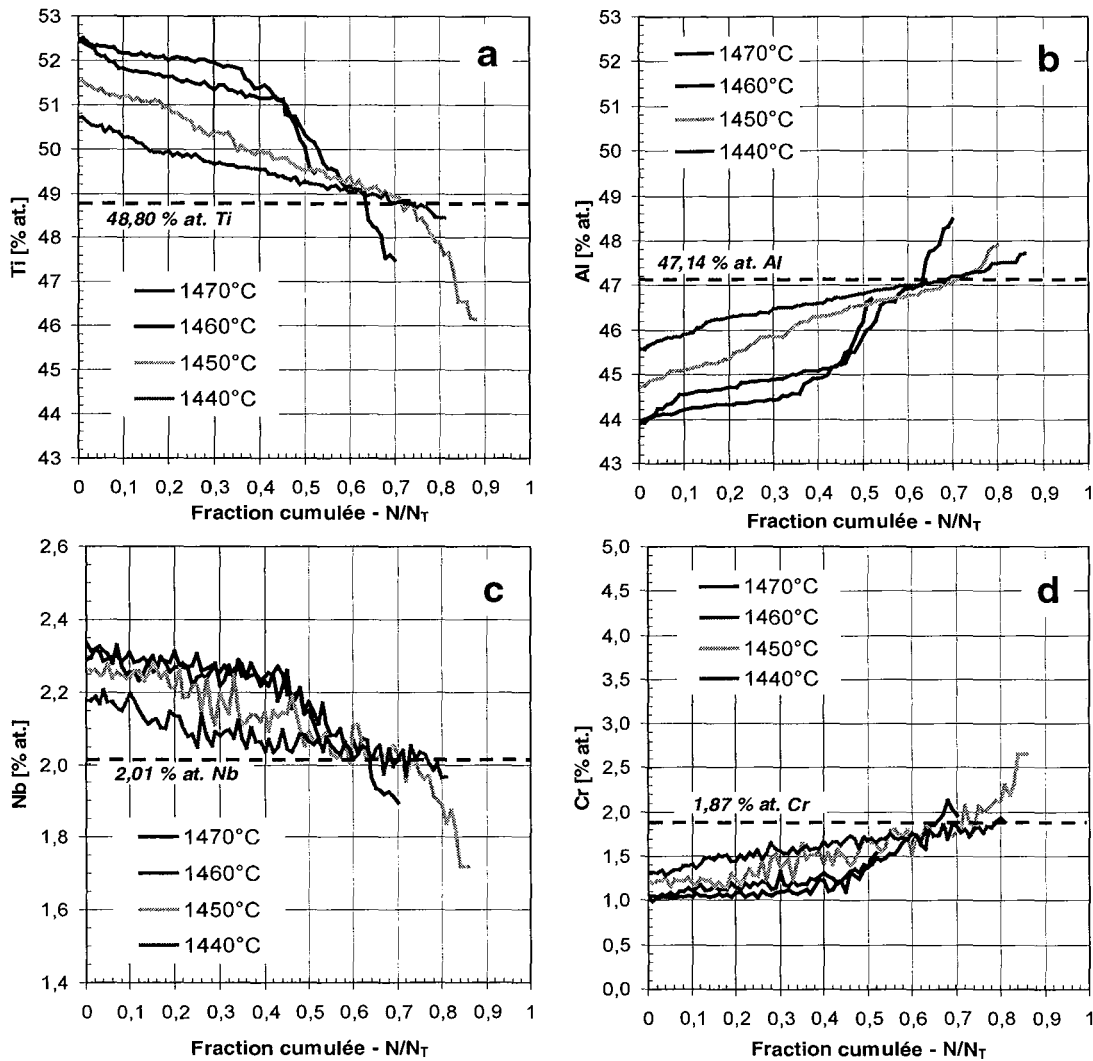 53
52
51
50
49
48
47
46
45
44
43
Ti [% at.]
a
48,80 % at. Ti
1470°C
1460°C
1450°C
1440°C
0 0,1 0,2 0,3 0,4 0,5 0,6 0,7 0,8 0,9 1
Fraction cumulée - N/N_T
53
52
51
50
49
48
47
46
45
44
43
Al [% at.]
b
1470°C
1460°C
1450°C
1440°C
47,14 % at. Al
0 0,1 0,2 0,3 0,4 0,5 0,6 0,7 0,8 0,9 1
Fraction cumulée - N/N_T
2,6
2,4
2,2
2,0
1,8
1,6
1,4
Nb [% at.]
c
2,01 % at. Nb
1470°C
1460°C
1450°C
1440°C
0 0,1 0,2 0,3 0,4 0,5 0,6 0,7 0,8 0,9 1
Fraction cumulée - N/N_T
5,0
4,5
4,0
3,5
3,0
2,5
2,0
1,5
1,0
0,5
0,0
Cr [% at.]
d
1470°C
1460°C
1450°C
1440°C
1,87 % at. Cr
0 0,1 0,2 0,3 0,4 0,5 0,6 0,7 0,8 0,9 1
Fraction cumulée - N/N_T